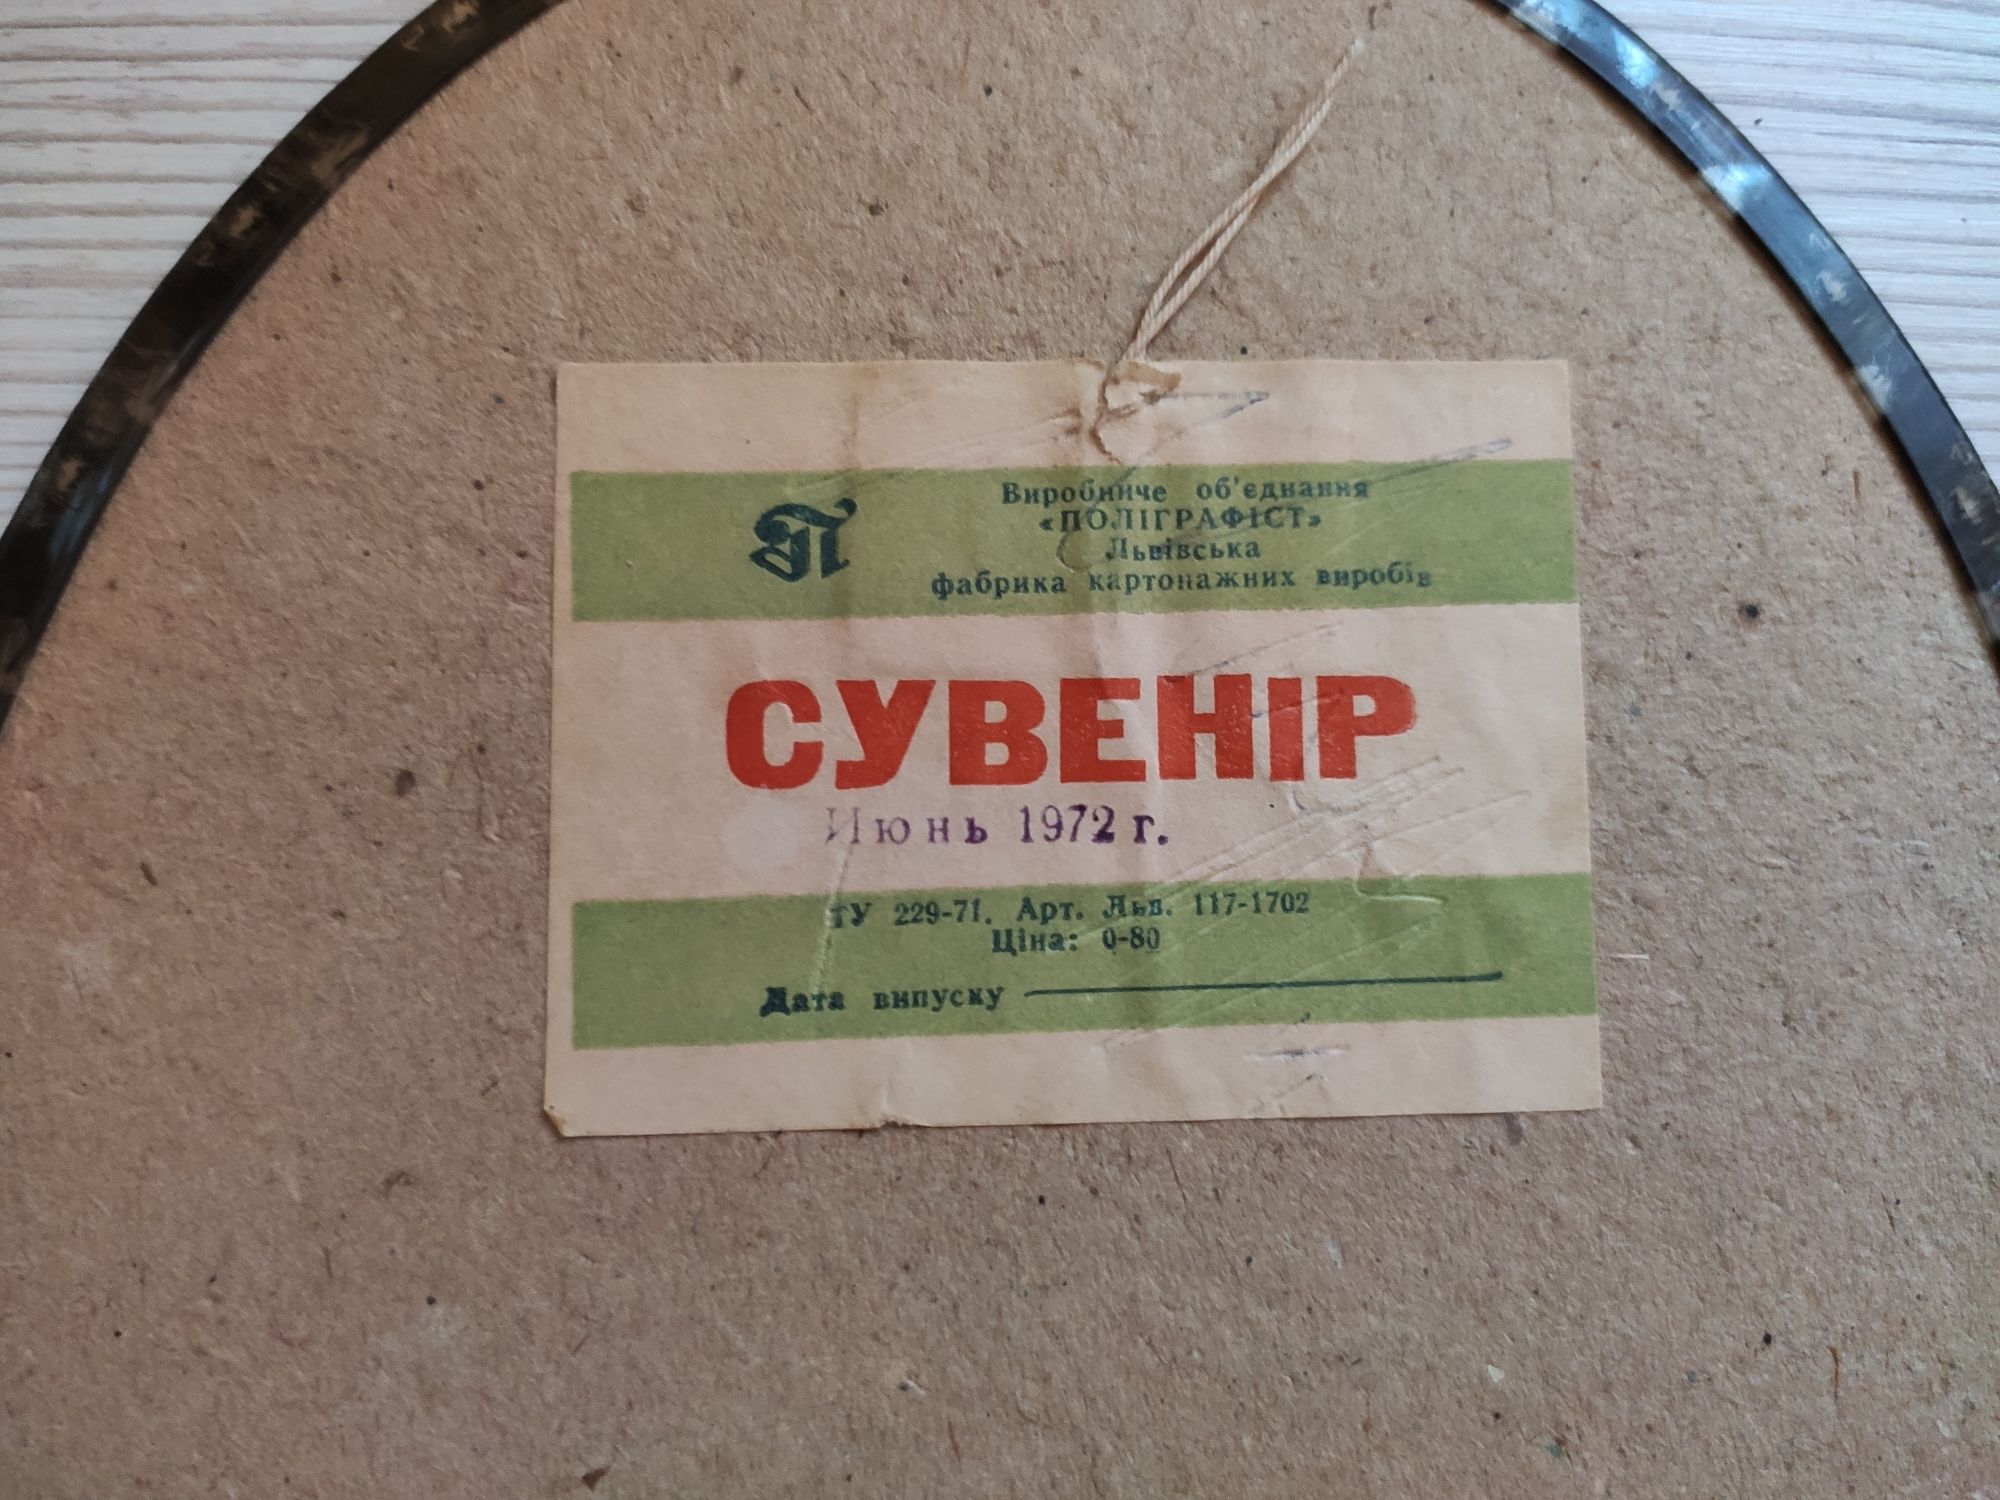 П
Виробниче об'єднання
«ПОЛІГРАФІСТ»
Львівська
фабрика картонажних виробів
СУВЕНІР
Июнь 1972 г.
ТУ 229-71. Арт. Льв. 117-1702
Ціна: 0-80
Дата випуску